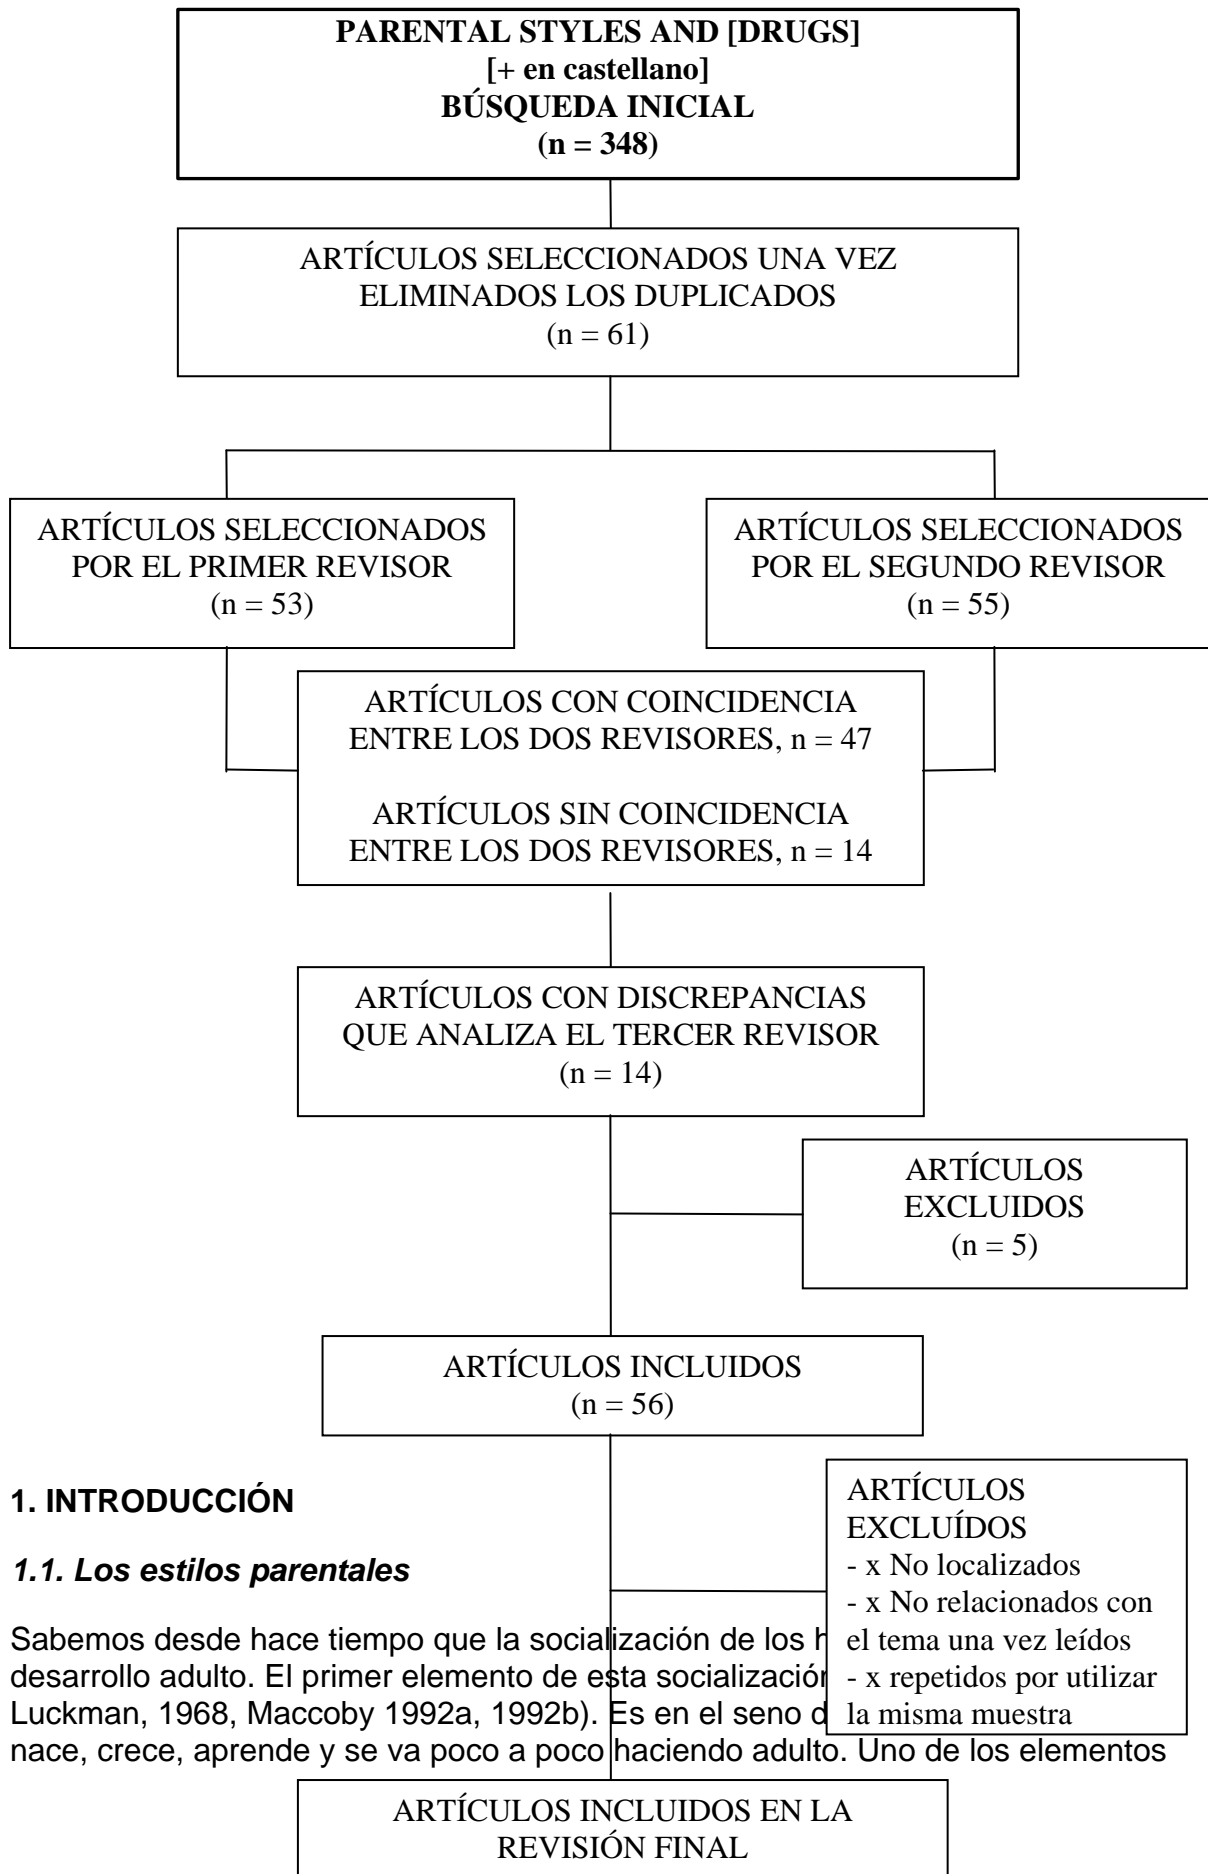 PARENTAL STYLES AND [DRUGS]
[+ en castellano]
BÚSQUEDA INICIAL
(n = 348)
ARTÍCULOS SELECCIONADOS UNA VEZ
ELIMINADOS LOS DUPLICADOS
(n = 61)
ARTÍCULOS SELECCIONADOS
POR EL PRIMER REVISOR
(n = 53)
ARTÍCULOS SELECCIONADOS
POR EL SEGUNDO REVISOR
(n = 55)
ARTÍCULOS CON COINCIDENCIA
ENTRE LOS DOS REVISORES, n = 47
ARTÍCULOS SIN COINCIDENCIA
ENTRE LOS DOS REVISORES, n = 14
ARTÍCULOS CON DISCREPANCIAS
QUE ANALIZA EL TERCER REVISOR
(n = 14)
ARTÍCULOS
EXCLUIDOS
(n = 5)
ARTÍCULOS INCLUIDOS
(n = 56)
ARTÍCULOS
EXCLUÍDOS
- x No localizados
- x No relacionados con
el tema una vez leídos
- x repetidos por utilizar
la misma muestra
1. INTRODUCCIÓN
1.1. Los estilos parentales
Sabemos desde hace tiempo que la socialización de los
desarrollo adulto. El primer elemento de esta socialización
Luckman, 1968, Maccoby 1992a, 1992b). Es en el seno
nace, crece, aprende y se va poco a poco haciendo adulto. Uno de los elementos
ARTÍCULOS INCLUIDOS EN LA
REVISIÓN FINAL